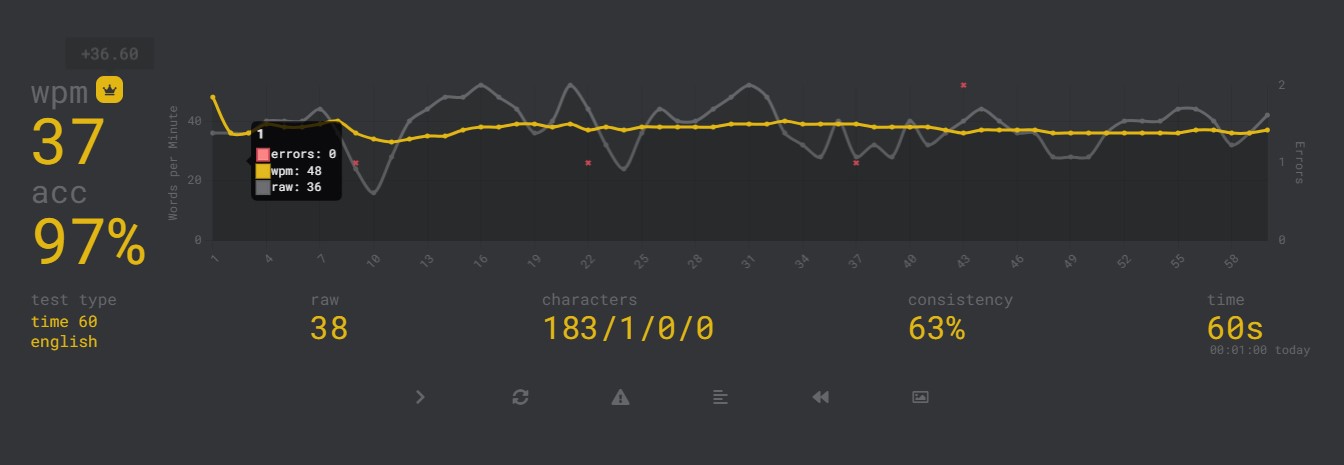 +36.60
wpm
37
acc
97%
Words per Minute
40
20
0
1
errors: 0
wpm: 48
raw: 36
2
1
0
Errors
1 4 7 10 13 16 19 22 25 28 31 34 37 40 43 46 49 52 55 58
test type
time 60
english
raw
38
characters
183/1/0/0
consistency
63%
time
60s
00:01:00 today